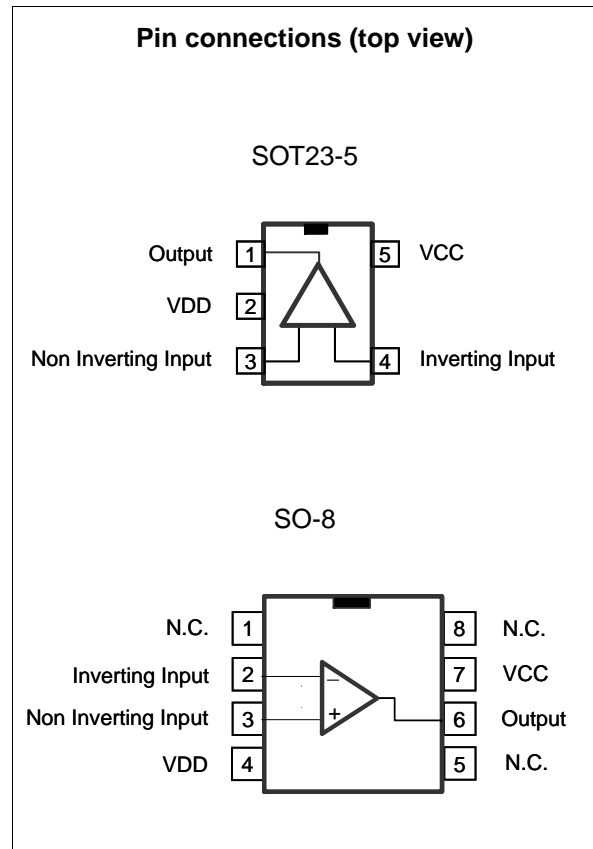 Pin connections (top view)
SOT23-5
Output 1 5 VCC
VDD 2
Non Inverting Input 3 4 Inverting Input
SO-8
N.C. 1 8 N.C.
Inverting Input 2 − 7 VCC
Non Inverting Input 3 + 6 Output
VDD 4 5 N.C.